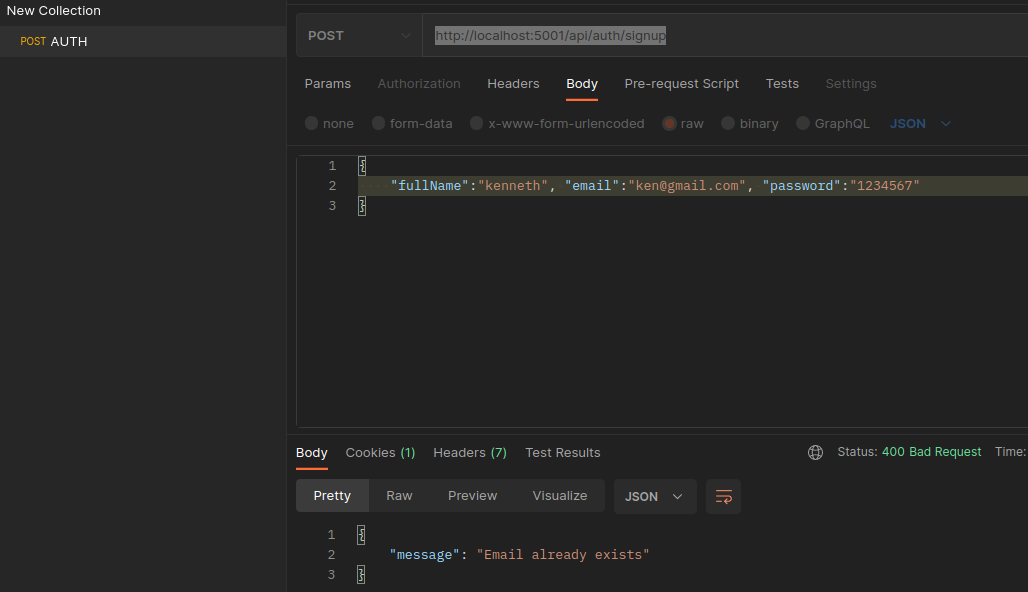 New Collection
POST AUTH
POST http://localhost:5001/api/auth/signup
Params Authorization Headers Body Pre-request Script Tests Settings
none form-data x-www-form-urlencoded raw binary GraphQL JSON
1 {
2 "fullName":"kenneth", "email":"ken@gmail.com", "password":"1234567"
3 }
Body Cookies (1) Headers (7) Test Results Status: 400 Bad Request Time:
Pretty Raw Preview Visualize JSON
1 {
2 "message": "Email already exists"
3 }